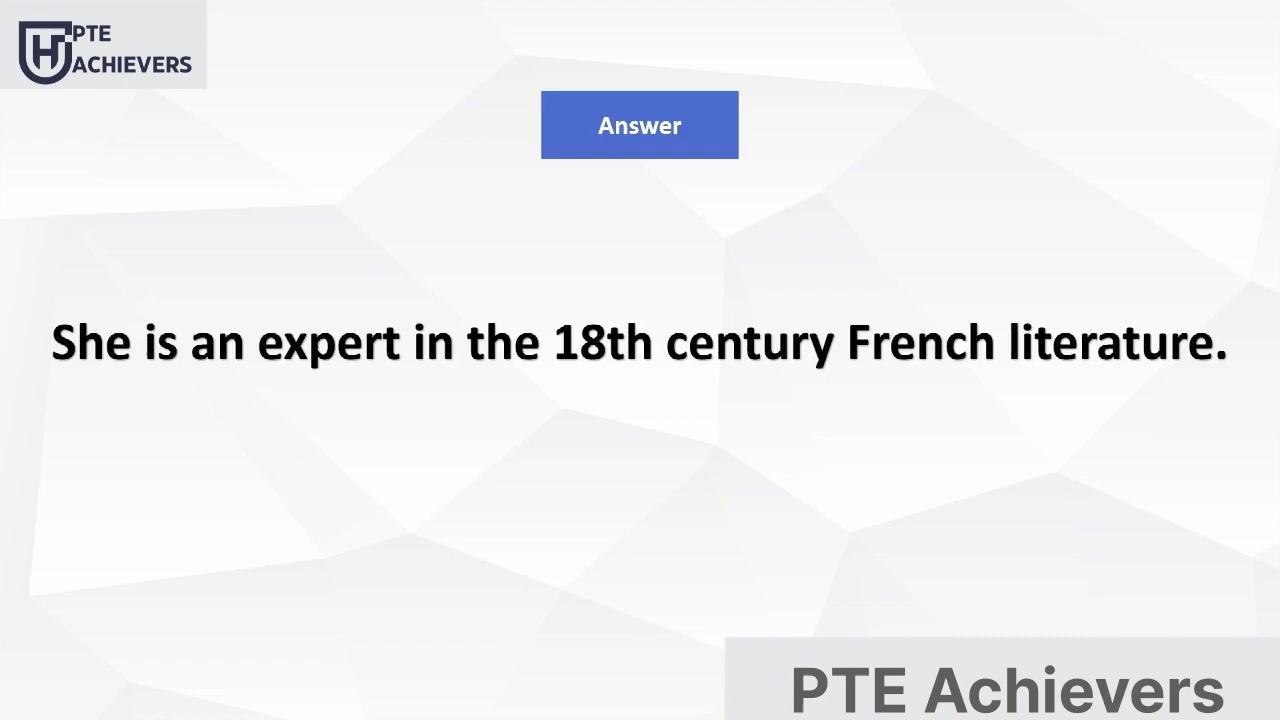 PTE
ACHIEVERS
Answer
She is an expert in the 18th century French literature.
PTE Achievers